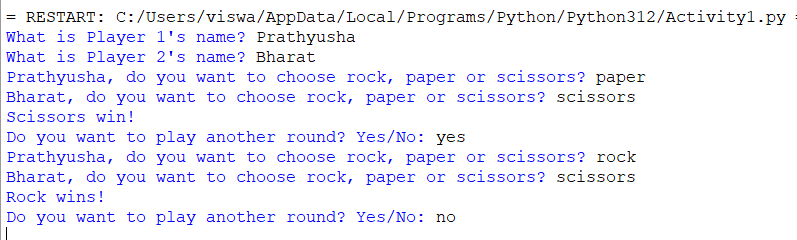 = RESTART: C:/Users/viswa/AppData/Local/Programs/Python/Python312/Activity1.py =
What is Player 1's name? Prathyusha
What is Player 2's name? Bharat
Prathyusha, do you want to choose rock, paper or scissors? paper
Bharat, do you want to choose rock, paper or scissors? scissors
Scissors win!
Do you want to play another round? Yes/No: yes
Prathyusha, do you want to choose rock, paper or scissors? rock
Bharat, do you want to choose rock, paper or scissors? scissors
Rock wins!
Do you want to play another round? Yes/No: no